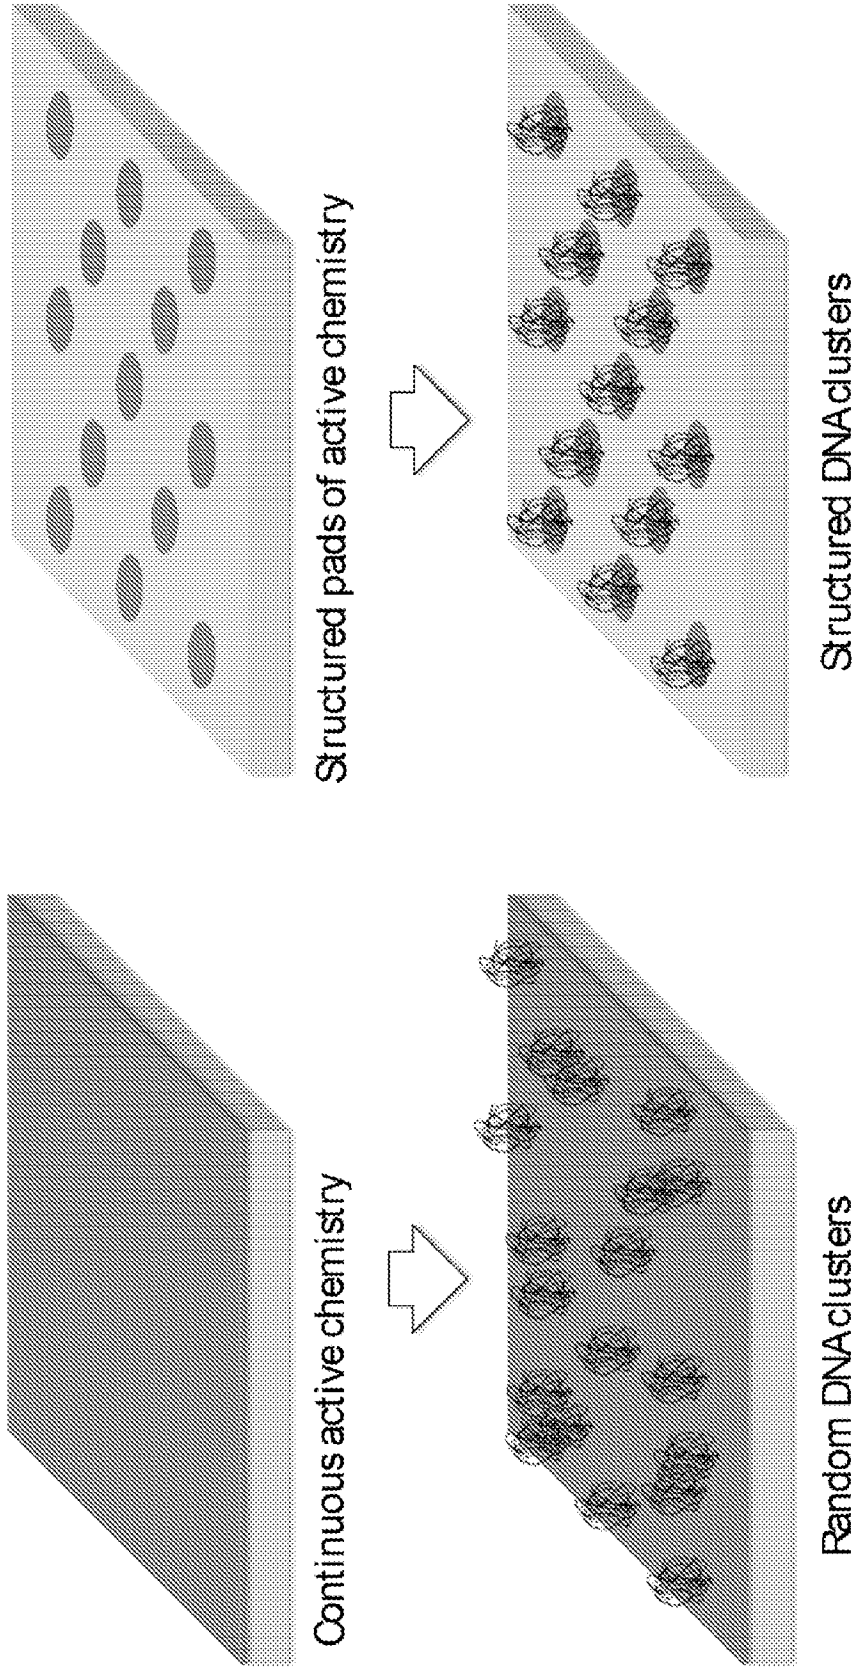 Continuous active chemistry
Structured pads of active chemistry
Random DNA clusters
Structured DNA clusters